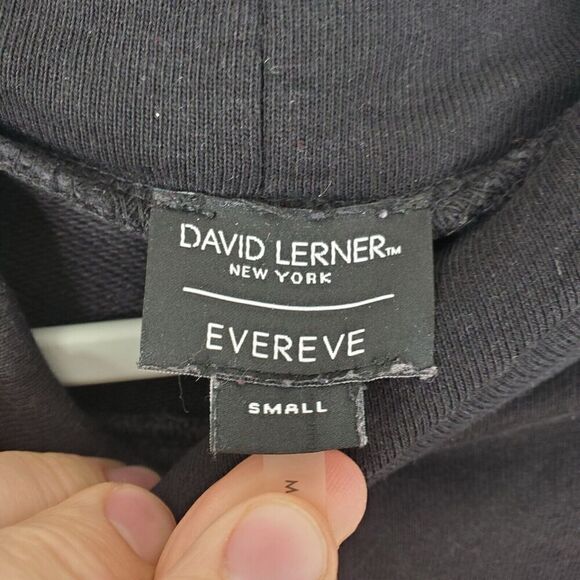 DAVID LERNER™
NEW YORK
EVEREVE
SMALL
M